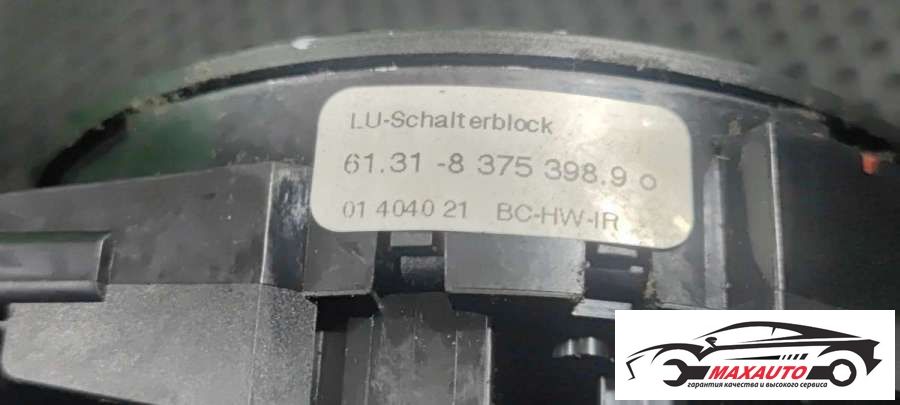 LU-Schalterblock
61.31 -8 375 398.9 o
01 4040 21 BC-HW-IR
MAXAUTO
гарантия качества и высокого сервиса